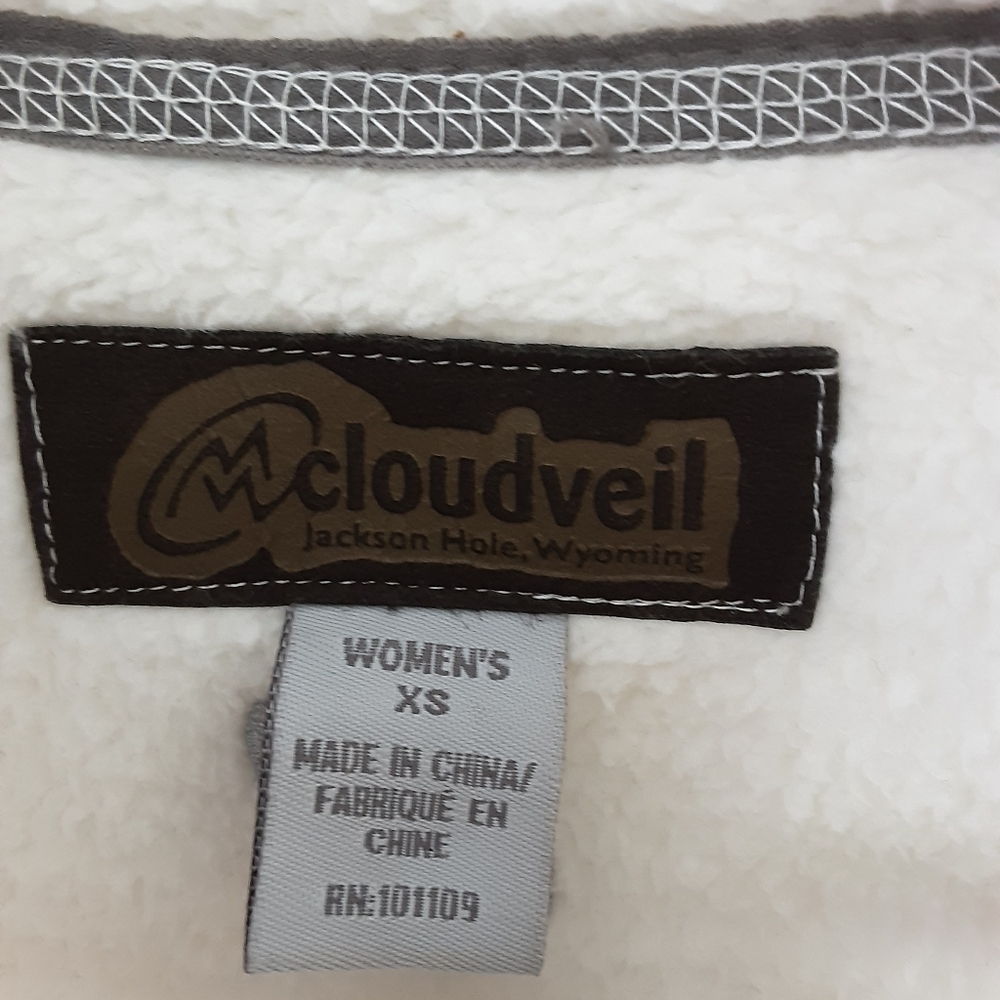 cloudveil
Jackson Hole, Wyoming
WOMEN'S
XS
MADE IN CHINA/
FABRIQUÉ EN
CHINE
RN:101109